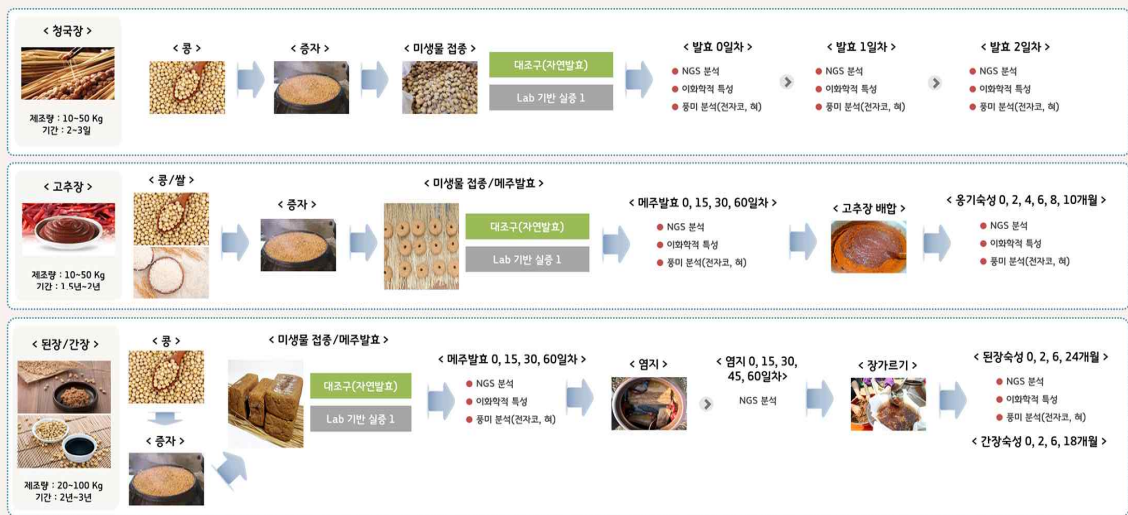 < 청국장 >
제조량 : 10~50 Kg
기간 : 2~3일
< 콩 >
< 증자 >
< 미생물 접종 >
대조구(자연발효)
Lab 기반 실증 1
< 발효 0일차 >
NGS 분석
이화학적 특성
풍미 분석(전자코, 혀)
< 발효 1일차 >
NGS 분석
이화학적 특성
풍미 분석(전자코, 혀)
< 발효 2일차 >
NGS 분석
이화학적 특성
풍미 분석(전자코, 혀)
< 고추장 >
제조량 : 10~50 Kg
기간 : 1.5년~2년
< 콩/쌀 >
< 증자 >
< 미생물 접종/메주발효 >
대조구(자연발효)
Lab 기반 실증 1
< 메주발효 0, 15, 30, 60일차 >
NGS 분석
이화학적 특성
풍미 분석(전자코, 혀)
< 고추장 배합 >
< 옹기숙성 0, 2, 4, 6, 8, 10개월 >
NGS 분석
이화학적 특성
풍미 분석(전자코, 혀)
< 된장/간장 >
제조량 : 20~100 Kg
기간 : 2년~3년
< 콩 >
< 증자 >
< 미생물 접종/메주발효 >
대조구(자연발효)
Lab 기반 실증 1
< 메주발효 0, 15, 30, 60일차 >
NGS 분석
이화학적 특성
풍미 분석(전자코, 혀)
< 염지 >
< 염지 0, 15, 30,
45, 60일차>
NGS 분석
< 장가르기 >
< 된장숙성 0, 2, 6, 24개월 >
NGS 분석
이화학적 특성
풍미 분석(전자코, 혀)
< 간장숙성 0, 2, 6, 18개월 >